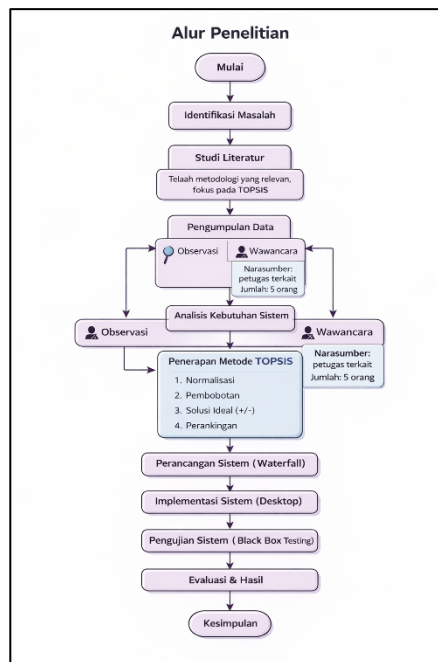 Alur Penelitian
Mulai
Identifikasi Masalah
Studi Literatur
Telaah metodologi yang relevan,
fokus pada TOPSIS
Pengumpulan Data
Observasi
Wawancara
Narasumber:
petugas terkait
Jumlah: 5 orang
Analisis Kebutuhan Sistem
Observasi
Wawancara
Narasumber:
petugas terkait
Jumlah: 5 orang
Penerapan Metode TOPSIS
1. Normalisasi
2. Pembobotan
3. Solusi Ideal (+/-)
4. Perankingan
Perancangan Sistem (Waterfall)
Implementasi Sistem (Desktop)
Pengujian Sistem (Black Box Testing)
Evaluasi & Hasil
Kesimpulan